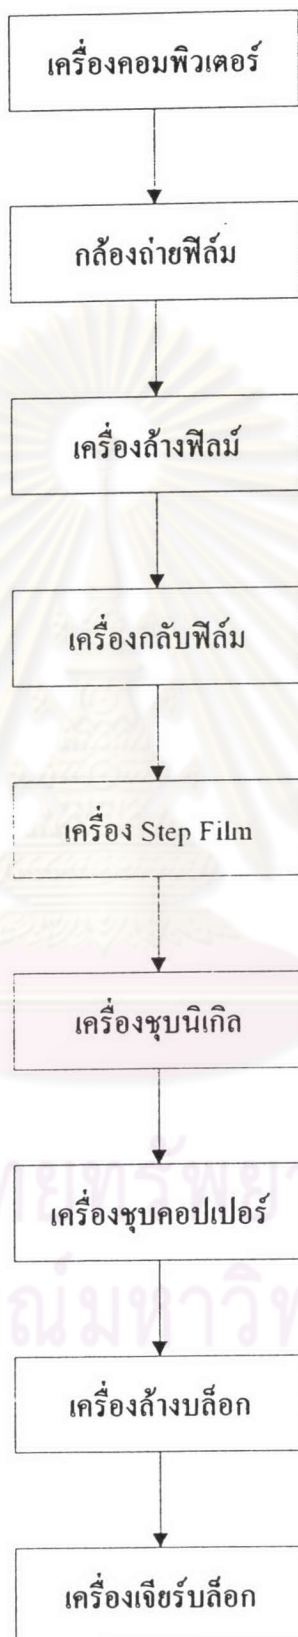 เครื่องคอมพิวเตอร์
กล้องถ่ายฟิล์ม
เครื่องล้างฟิลม์
เครื่องกลับฟิล์ม
เครื่อง Step Film
เครื่องชุบนิเกิล
เครื่องชุบคอปเปอร์
เครื่องล้างบล็อก
เครื่องเจียร์บล็อก